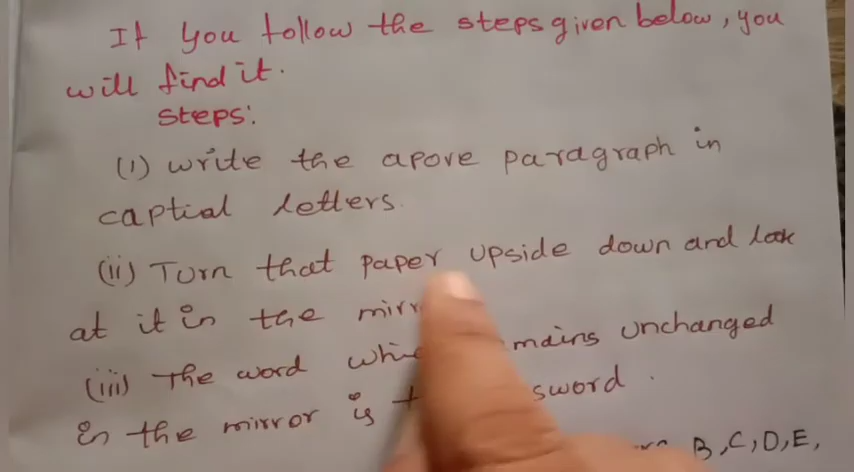 If you follow the steps given below, you
will find it.
steps:
(i) write the apove paragraph in
captial letters.
(ii) Turn that paper upside down and look
at it in the
(iii) The word mains unchanged
in the mirror is sword.
B, C, D, E,